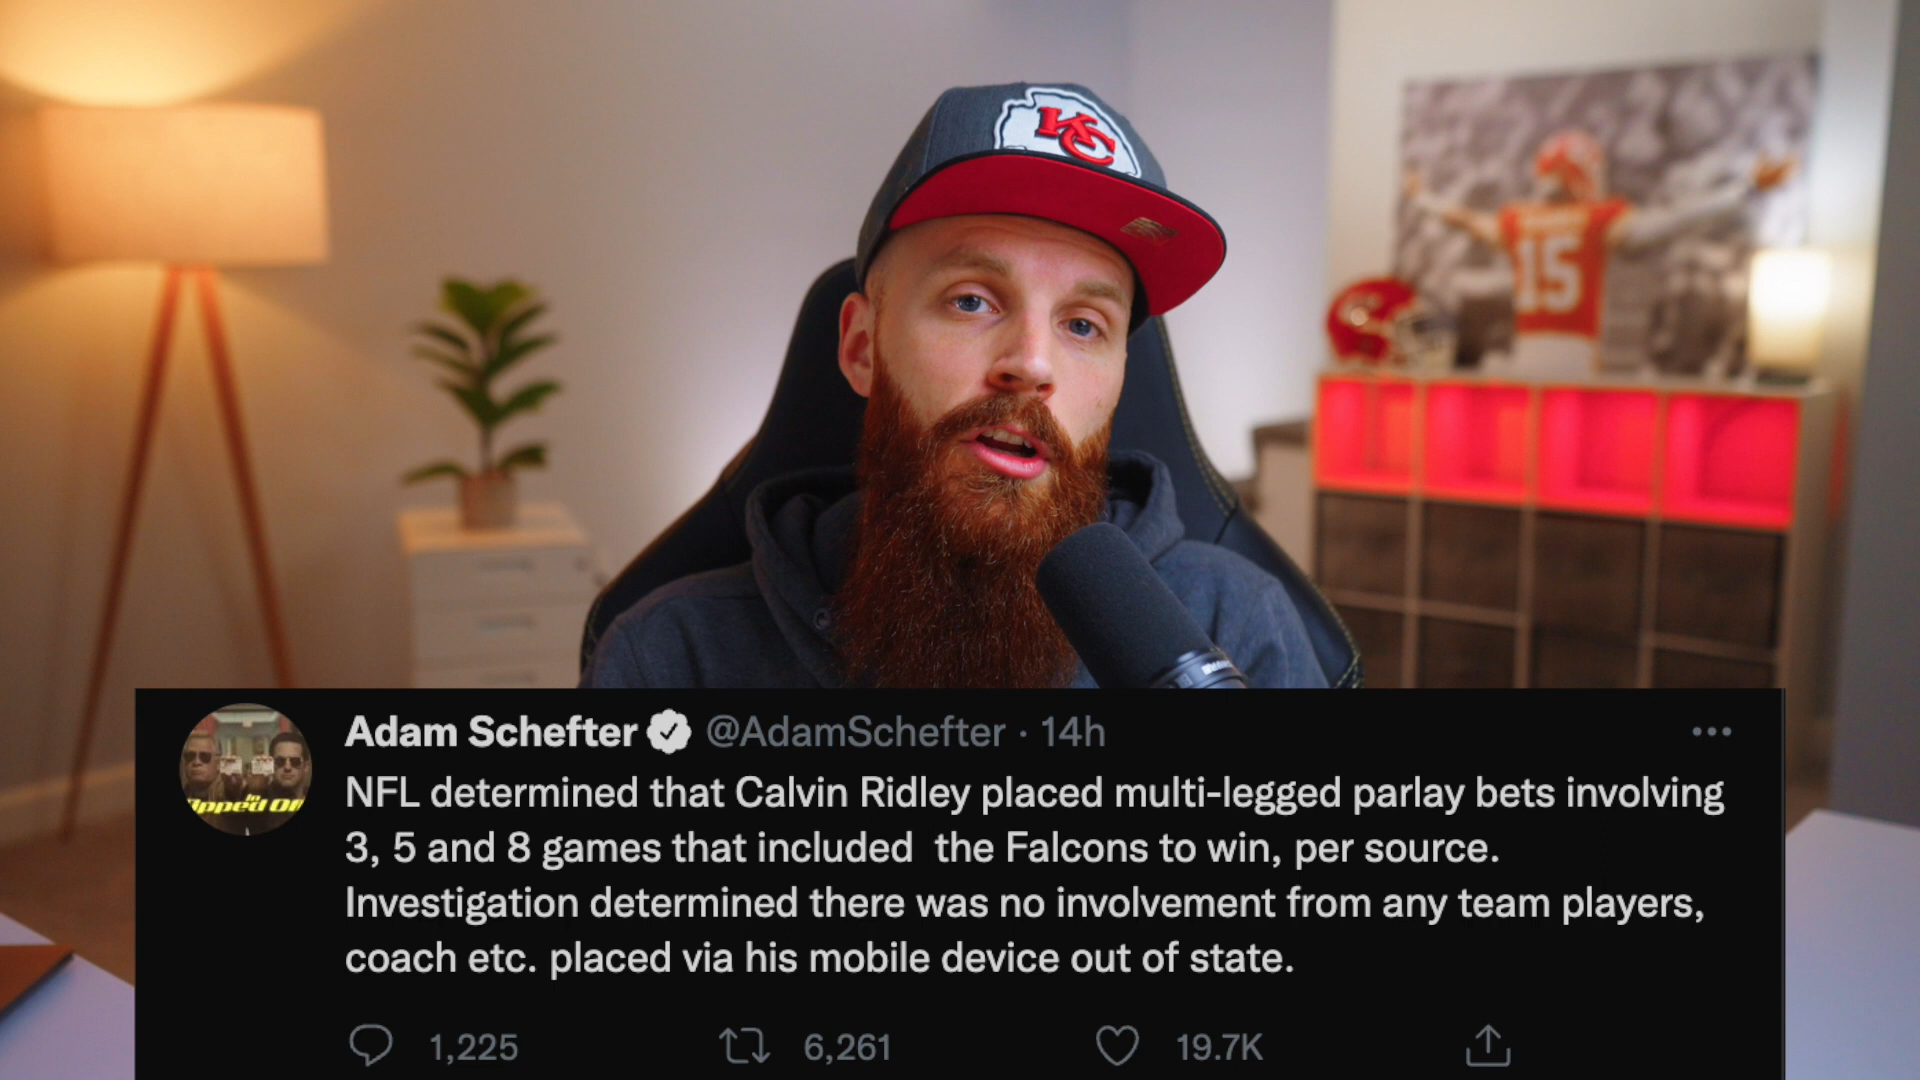 KC
15
Adam Schefter @AdamSchefter · 14h
NFL determined that Calvin Ridley placed multi-legged parlay bets involving
3, 5 and 8 games that included  the Falcons to win, per source.
Investigation determined there was no involvement from any team players,
coach etc. placed via his mobile device out of state.
1,225 6,261 19.7K